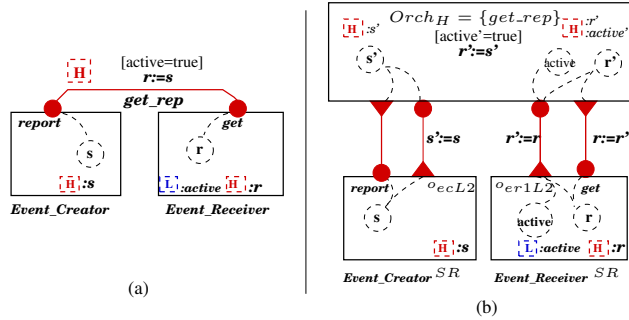 H
[active=true]
r:=s
get_rep
report
get
s
r
H :s
L :active H :r
Event_Creator
Event_Receiver
(a)
Orch_H = {get_rep}
H :s'
[active'=true]
r':=s'
H :r'
:active'
s'
active
r'
s':=s
r':=r
r:=r'
report
o_ecL2
o_er1L2
get
s
active
r
H :s
L :active
H :r
Event_Creator SR
Event_Receiver SR
(b)